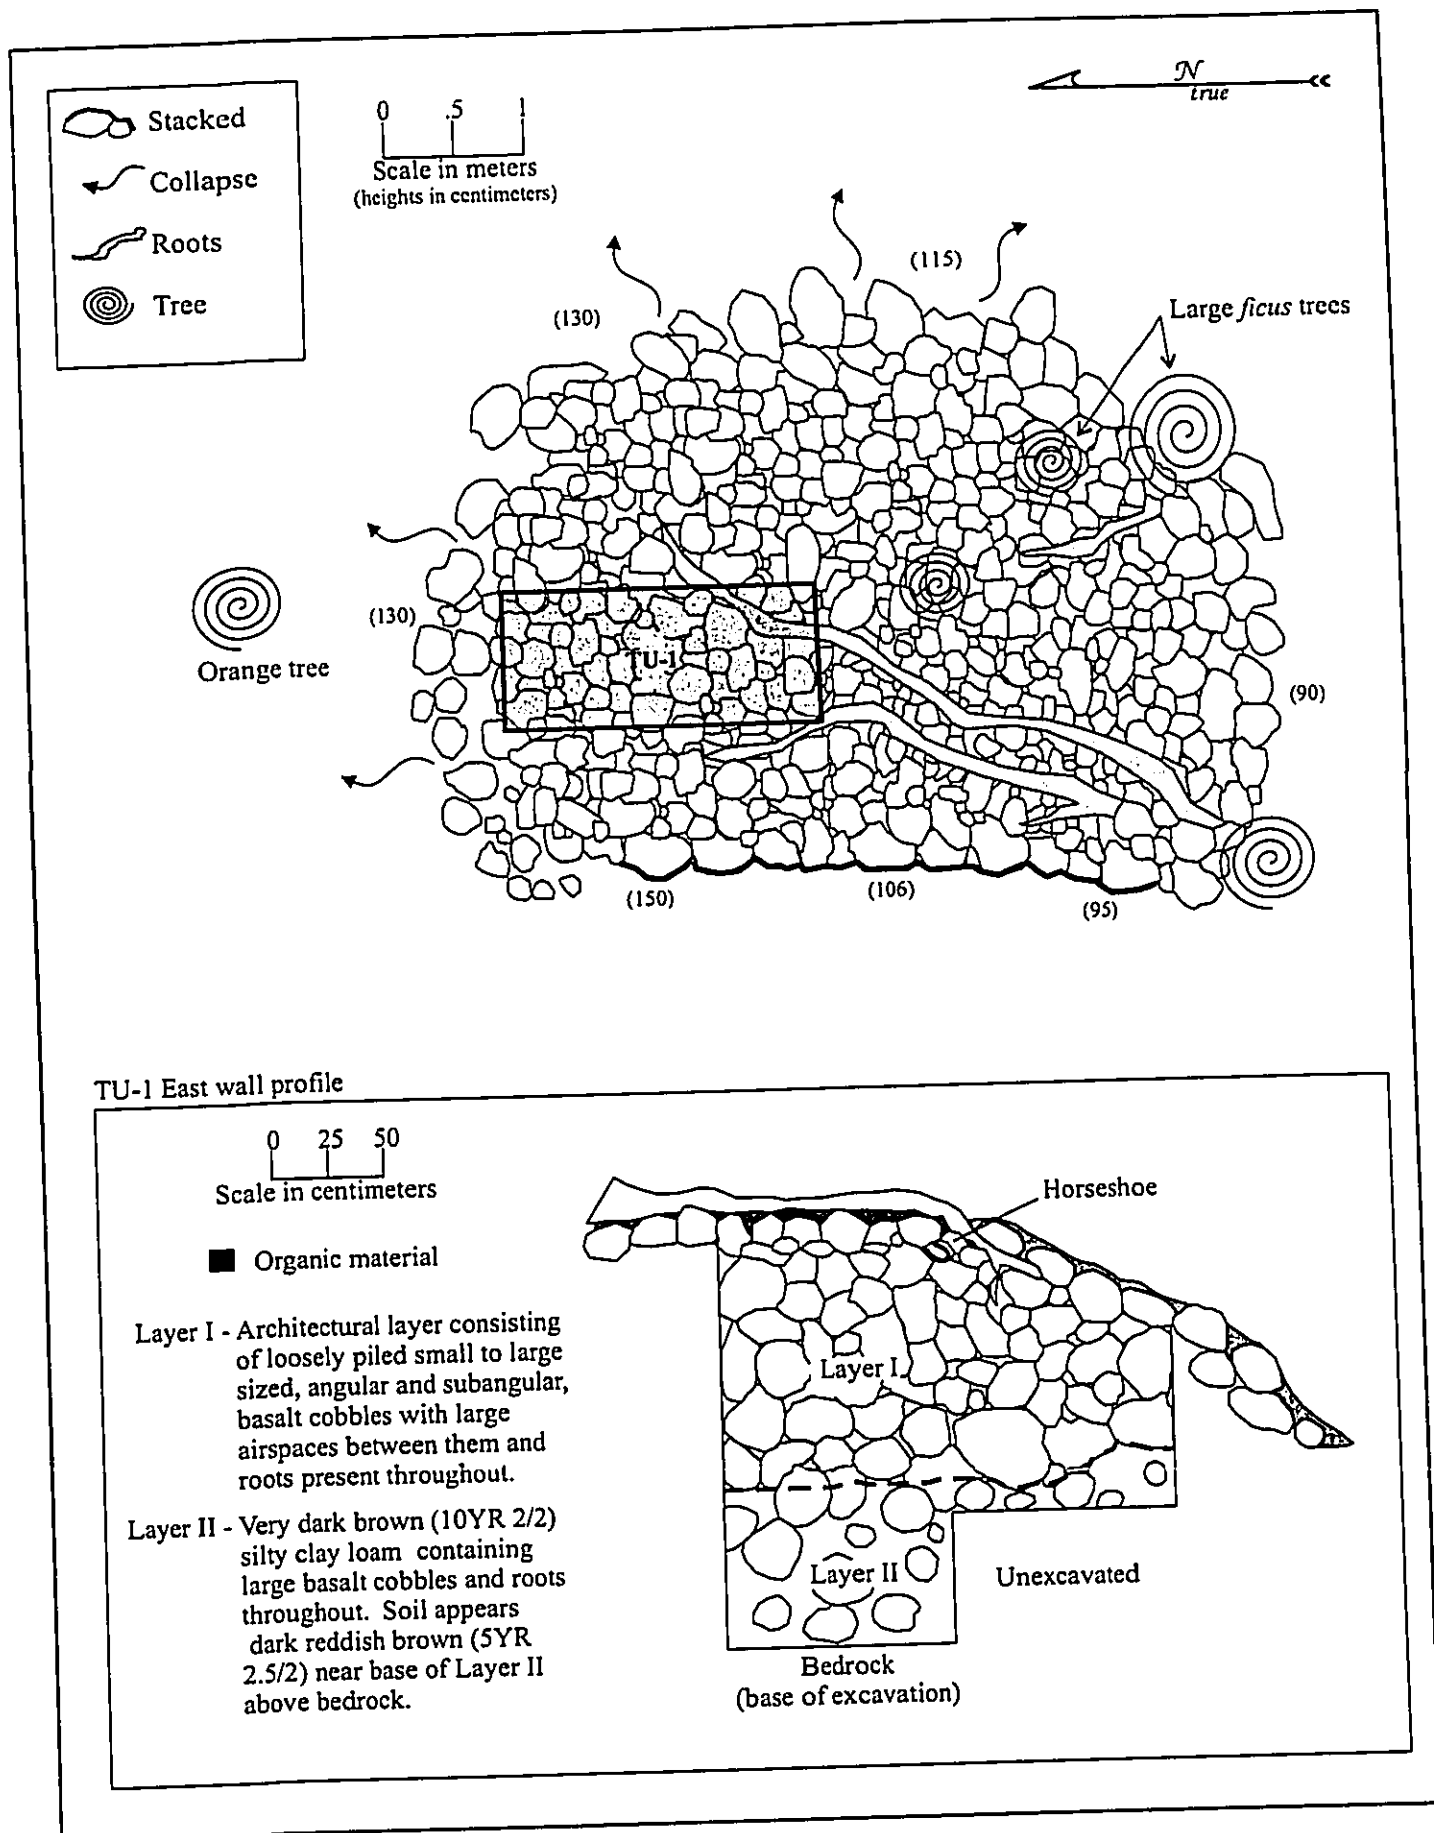 Stacked
Collapse
Roots
Tree
0 .5 1
Scale in meters
(heights in centimeters)
N
true
(115)
(130)
Large ficus trees
(130)
Orange tree
TU-1
(90)
(150)
(106)
(95)
TU-1 East wall profile
0 25 50
Scale in centimeters
Organic material
Horseshoe
Layer I - Architectural layer consisting
of loosely piled small to large
sized, angular and subangular,
basalt cobbles with large
airspaces between them and
roots present throughout.
Layer II - Very dark brown (10YR 2/2)
silty clay loam containing
large basalt cobbles and roots
throughout. Soil appears
dark reddish brown (5YR
2.5/2) near base of Layer II
above bedrock.
Layer I
Layer II
Unexcavated
Bedrock
(base of excavation)